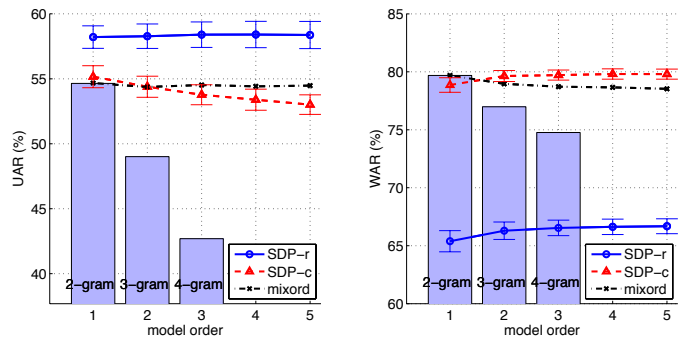 60
55
50
45
40
UAR (%)
2-gram
3-gram
4-gram
SDP-r
SDP-c
mixord
1 2 3 4 5
model order
85
80
75
70
65
60
WAR (%)
2-gram
3-gram
4-gram
SDP-r
SDP-c
mixord
1 2 3 4 5
model order